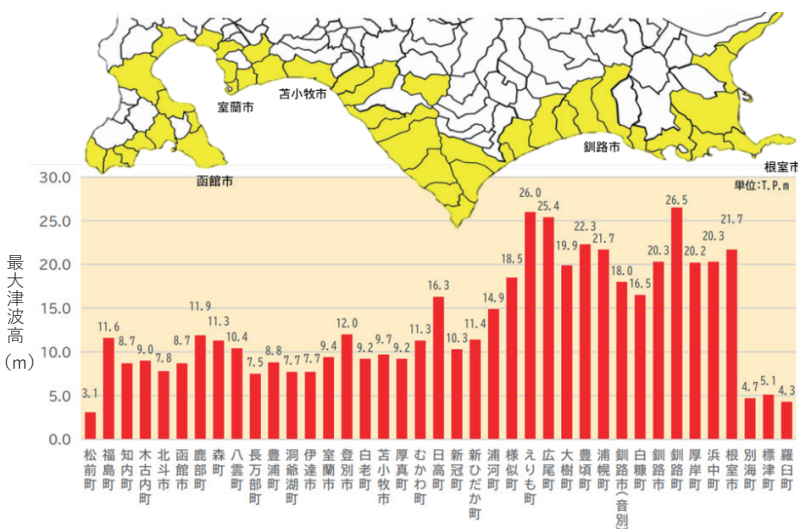 室蘭市
苫小牧市
釧路市
根室市
函館市
単位:T.P.m
最大津波高
(m)
30.0
25.0
20.0
15.0
10.0
5.0
0.0
3.1
11.6
8.7
9.0
7.8
8.7
11.9
11.3
10.4
7.5
8.8
7.7
7.7
9.4
12.0
9.2
9.7
9.2
11.3
16.3
10.3
11.4
14.9
18.5
26.0
25.4
19.9
22.3
21.7
18.0
16.5
20.3
26.5
20.2
20.3
21.7
4.7
5.1
4.3
松前町
福島町
知内町
木古内町
北斗市
函館市
鹿部町
森町
八雲町
長万部町
豊浦町
洞爺湖町
伊達市
室蘭市
登別市
白老町
苫小牧市
厚真町
むかわ町
日高町
新冠町
新ひだか町
浦河町
様似町
えりも町
広尾町
大樹町
豊頃町
浦幌町
釧路市(音別)
白糠町
釧路市
釧路町
厚岸町
浜中町
根室市
別海町
標津町
羅臼町